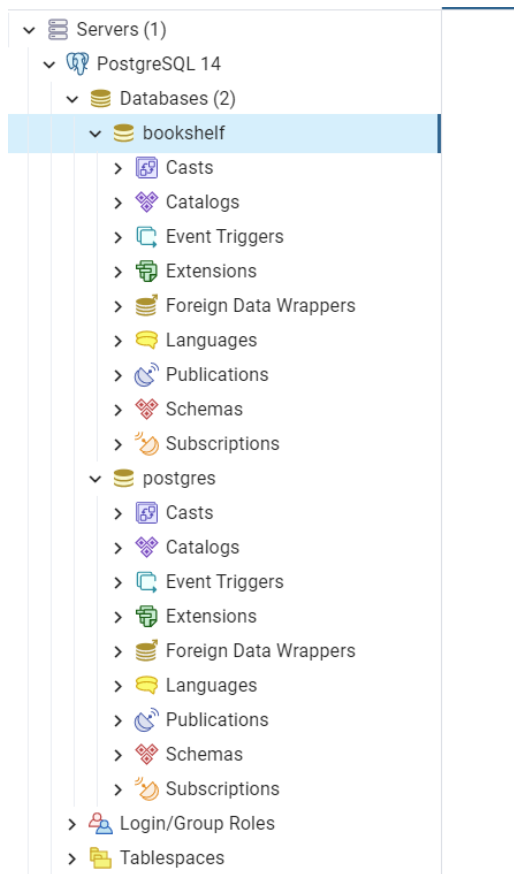 Servers (1)
PostgreSQL 14
Databases (2)
bookshelf
Casts
Catalogs
Event Triggers
Extensions
Foreign Data Wrappers
Languages
Publications
Schemas
Subscriptions
postgres
Casts
Catalogs
Event Triggers
Extensions
Foreign Data Wrappers
Languages
Publications
Schemas
Subscriptions
Login/Group Roles
Tablespaces